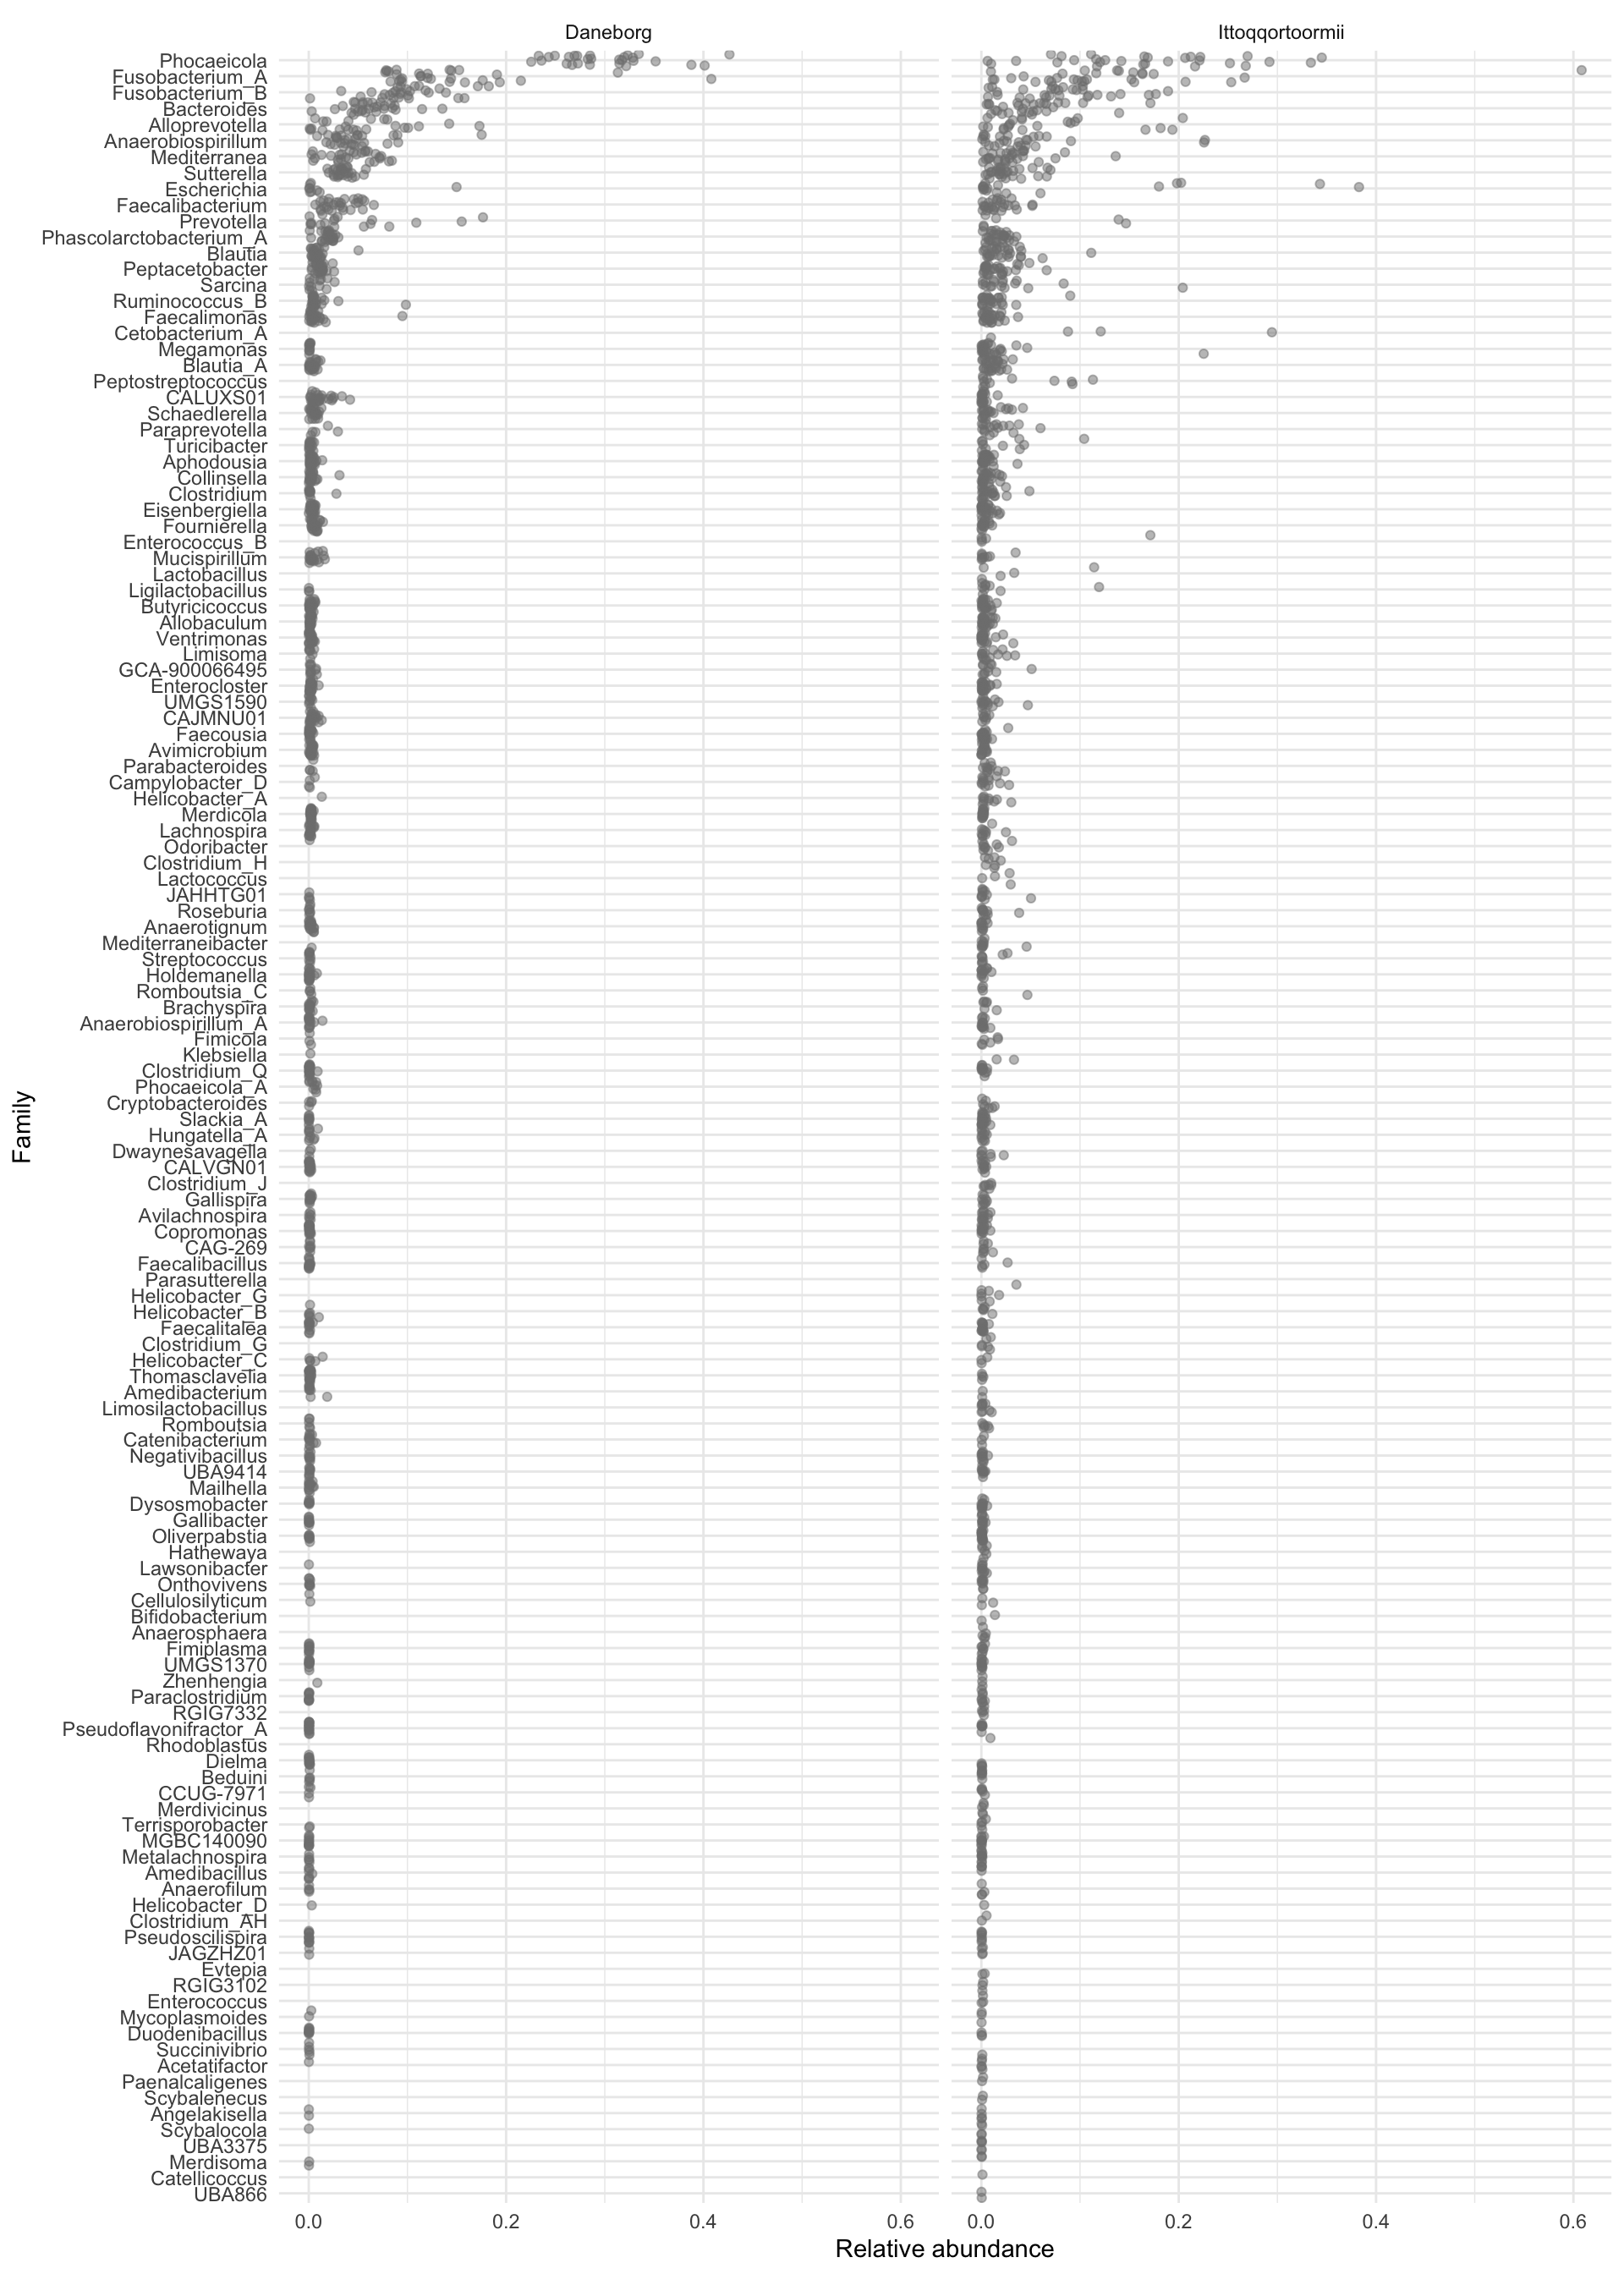 Daneborg
Ittoqqortoormii
Phocaeicola
Fusobacterium_A
Fusobacterium_B
Bacteroides
Alloprevotella
Anaerobiospirillum
Mediterranea
Sutterella
Escherichia
Faecalibacterium
Prevotella
Phascolarctobacterium_A
Blautia
Peptacetobacter
Sarcina
Ruminococcus_B
Faecalimonas
Cetobacterium_A
Megamonas
Blautia_A
Peptostreptococcus
CALUXS01
Schaedlerella
Paraprevotella
Turicibacter
Aphodousia
Collinsella
Clostridium
Eisenbergiella
Fournierella
Enterococcus_B
Mucispirillum
Lactobacillus
Ligilactobacillus
Butyricicoccus
Allobaculum
Ventrimonas
Limisoma
GCA-900066495
Enterocloster
UMGS1590
CAJMNU01
Faecousia
Avimicrobium
Parabacteroides
Campylobacter_D
Helicobacter_A
Merdicola
Lachnospira
Odoribacter
Clostridium_H
Lactococcus
JAHHTG01
Roseburia
Anaerotignum
Mediterraneibacter
Streptococcus
Holdemanella
Romboutsia_C
Brachyspira
Anaerobiospirillum_A
Fimicola
Klebsiella
Clostridium_Q
Phocaeicola_A
Cryptobacteroides
Slackia_A
Hungatella_A
Dwaynesavagella
CALVGN01
Clostridium_J
Gallispira
Avilachnospira
Copromonas
CAG-269
Faecalibacillus
Parasutterella
Helicobacter_G
Helicobacter_B
Faecalitalea
Clostridium_G
Helicobacter_C
Thomasclavelia
Amedibacterium
Limosilactobacillus
Romboutsia
Catenibacterium
Negativibacillus
UBA9414
Mailhella
Dysosmobacter
Gallibacter
Oliverpabstia
Hathewaya
Lawsonibacter
Onthovivens
Cellulosilyticum
Bifidobacterium
Anaerosphaera
Fimiplasma
UMGS1370
Zhenhengia
Paraclostridium
RGIG7332
Pseudoflavonifractor_A
Rhodoblastus
Dielma
Beduini
CCUG-7971
Merdivicinus
Terrisporobacter
MGBC140090
Metalachnospira
Amedibacillus
Anaerofilum
Helicobacter_D
Clostridium_AH
Pseudoscilispira
JAGZHZ01
Evtepia
RGIG3102
Enterococcus
Mycoplasmoides
Duodenibacillus
Succinivibrio
Acetatifactor
Paenalcaligenes
Scybalenecus
Angelakisella
Scybalocola
UBA3375
Merdisoma
Catellicoccus
UBA866
Family
0.0 0.2 0.4 0.6 0.0 0.2 0.4 0.6
Relative abundance